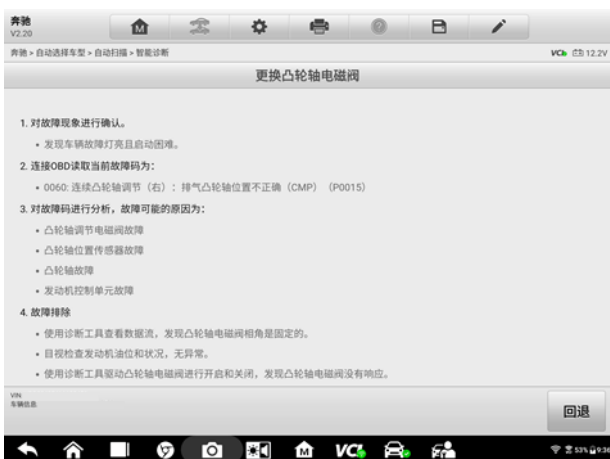 奔驰
V2.20
奔驰 > 自动选择车型 > 自动扫描 > 智能诊断
VCI 12.2V
更换凸轮轴电磁阀
1. 对故障现象进行确认。
• 发现车辆故障灯亮且启动困难。
2. 连接OBD读取当前故障码为：
• 0060: 连续凸轮轴调节（右）：排气凸轮轴位置不正确（CMP）（P0015）
3. 对故障码进行分析，故障可能的原因为：
• 凸轮轴调节电磁阀故障
• 凸轮轴位置传感器故障
• 凸轮轴故障
• 发动机控制单元故障
4. 故障排除
• 使用诊断工具查看数据流，发现凸轮轴电磁阀相角是固定的。
• 目视检查发动机油位和状况，无异常。
• 使用诊断工具驱动凸轮轴电磁阀进行开启和关闭，发现凸轮轴电磁阀没有响应。
VIN
车辆信息
回退
M
VCI
53% 9:36